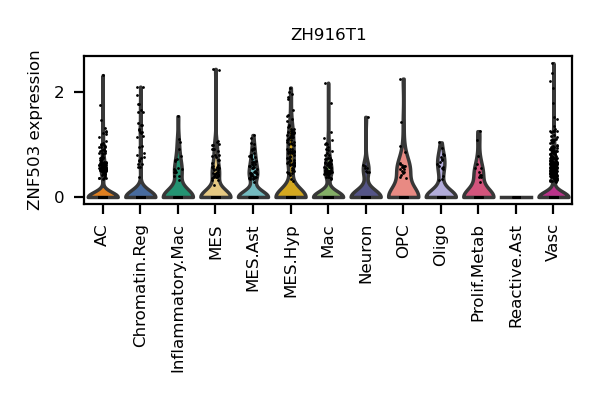 ZH916T1
ZNF503 expression
2
0
AC
Chromatin.Reg
Inflammatory.Mac
MES
MES.Ast
MES.Hyp
Mac
Neuron
OPC
Oligo
Prolif.Metab
Reactive.Ast
Vasc